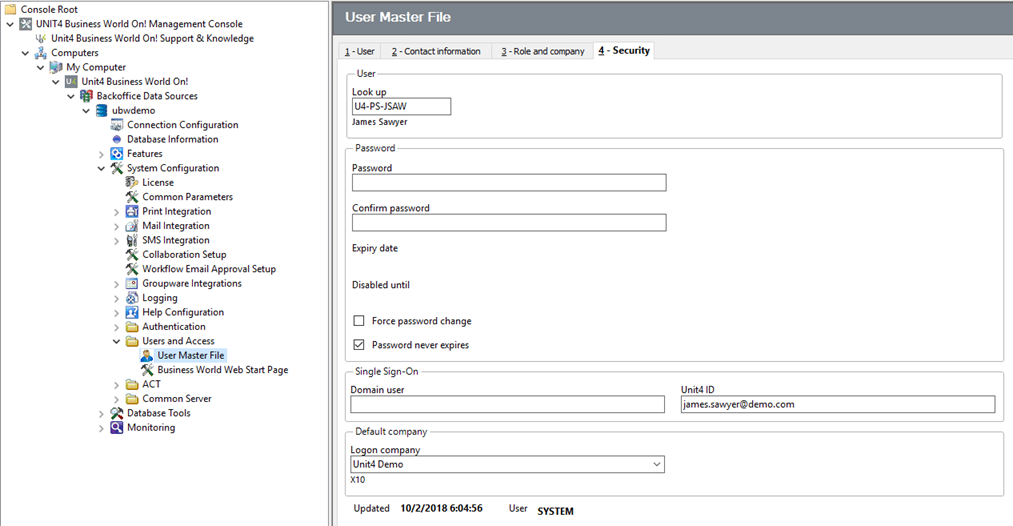 Console Root
UNIT4 Business World On! Management Console
Unit4 Business World On! Support & Knowledge
Computers
My Computer
U4 Unit4 Business World On!
Backoffice Data Sources
ubwdemo
Connection Configuration
Database Information
Features
System Configuration
License
Common Parameters
Print Integration
Mail Integration
SMS Integration
Collaboration Setup
Workflow Email Approval Setup
Groupware Integrations
Logging
Help Configuration
Authentication
Users and Access
User Master File
Business World Web Start Page
ACT
Common Server
Database Tools
Monitoring
User Master File
1 - User 2 - Contact information 3 - Role and company 4 - Security
User
Look up
U4-PS-JSAW
James Sawyer
Password
Password
Confirm password
Expiry date
Disabled until
Force password change
Password never expires
Single Sign-On
Domain user Unit4 ID
james.sawyer@demo.com
Default company
Logon company
Unit4 Demo
X10
Updated 10/2/2018 6:04:56 User SYSTEM